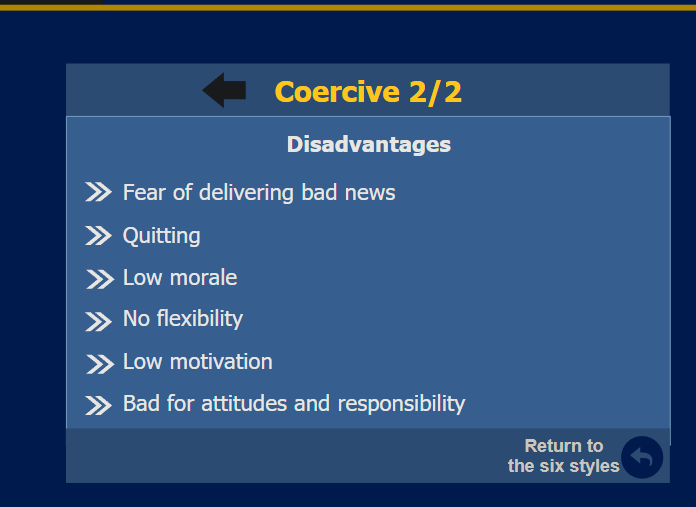 Coercive 2/2
Disadvantages
Fear of delivering bad news
Quitting
Low morale
No flexibility
Low motivation
Bad for attitudes and responsibility
Return to
the six styles